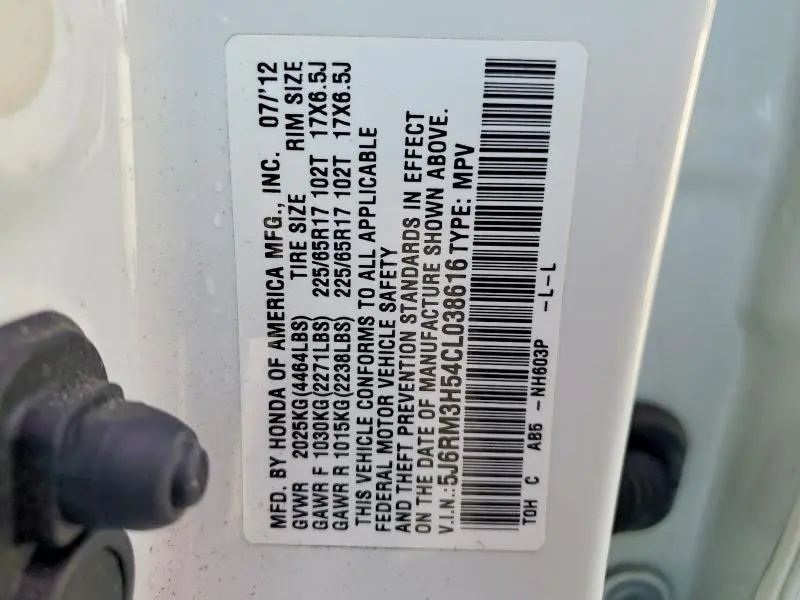 MFD. BY HONDA OF AMERICA MFG., INC. 07/'12
GVWR 2025KG(4464LBS) TIRE SIZE RIM SIZE
GAWR F 1030KG(2271LBS) 225/65R17 102T 17X6.5J
GAWR R 1015KG(2238LBS) 225/65R17 102T 17X6.5J
THIS VEHICLE CONFORMS TO ALL APPLICABLE
FEDERAL MOTOR VEHICLE SAFETY
AND THEFT PREVENTION STANDARDS IN EFFECT
ON THE DATE OF MANUFACTURE SHOWN ABOVE.
V.I.N.:5J6RM3H54CL038616 TYPE: MPV
TOH C AB5 -NH603P -L-L